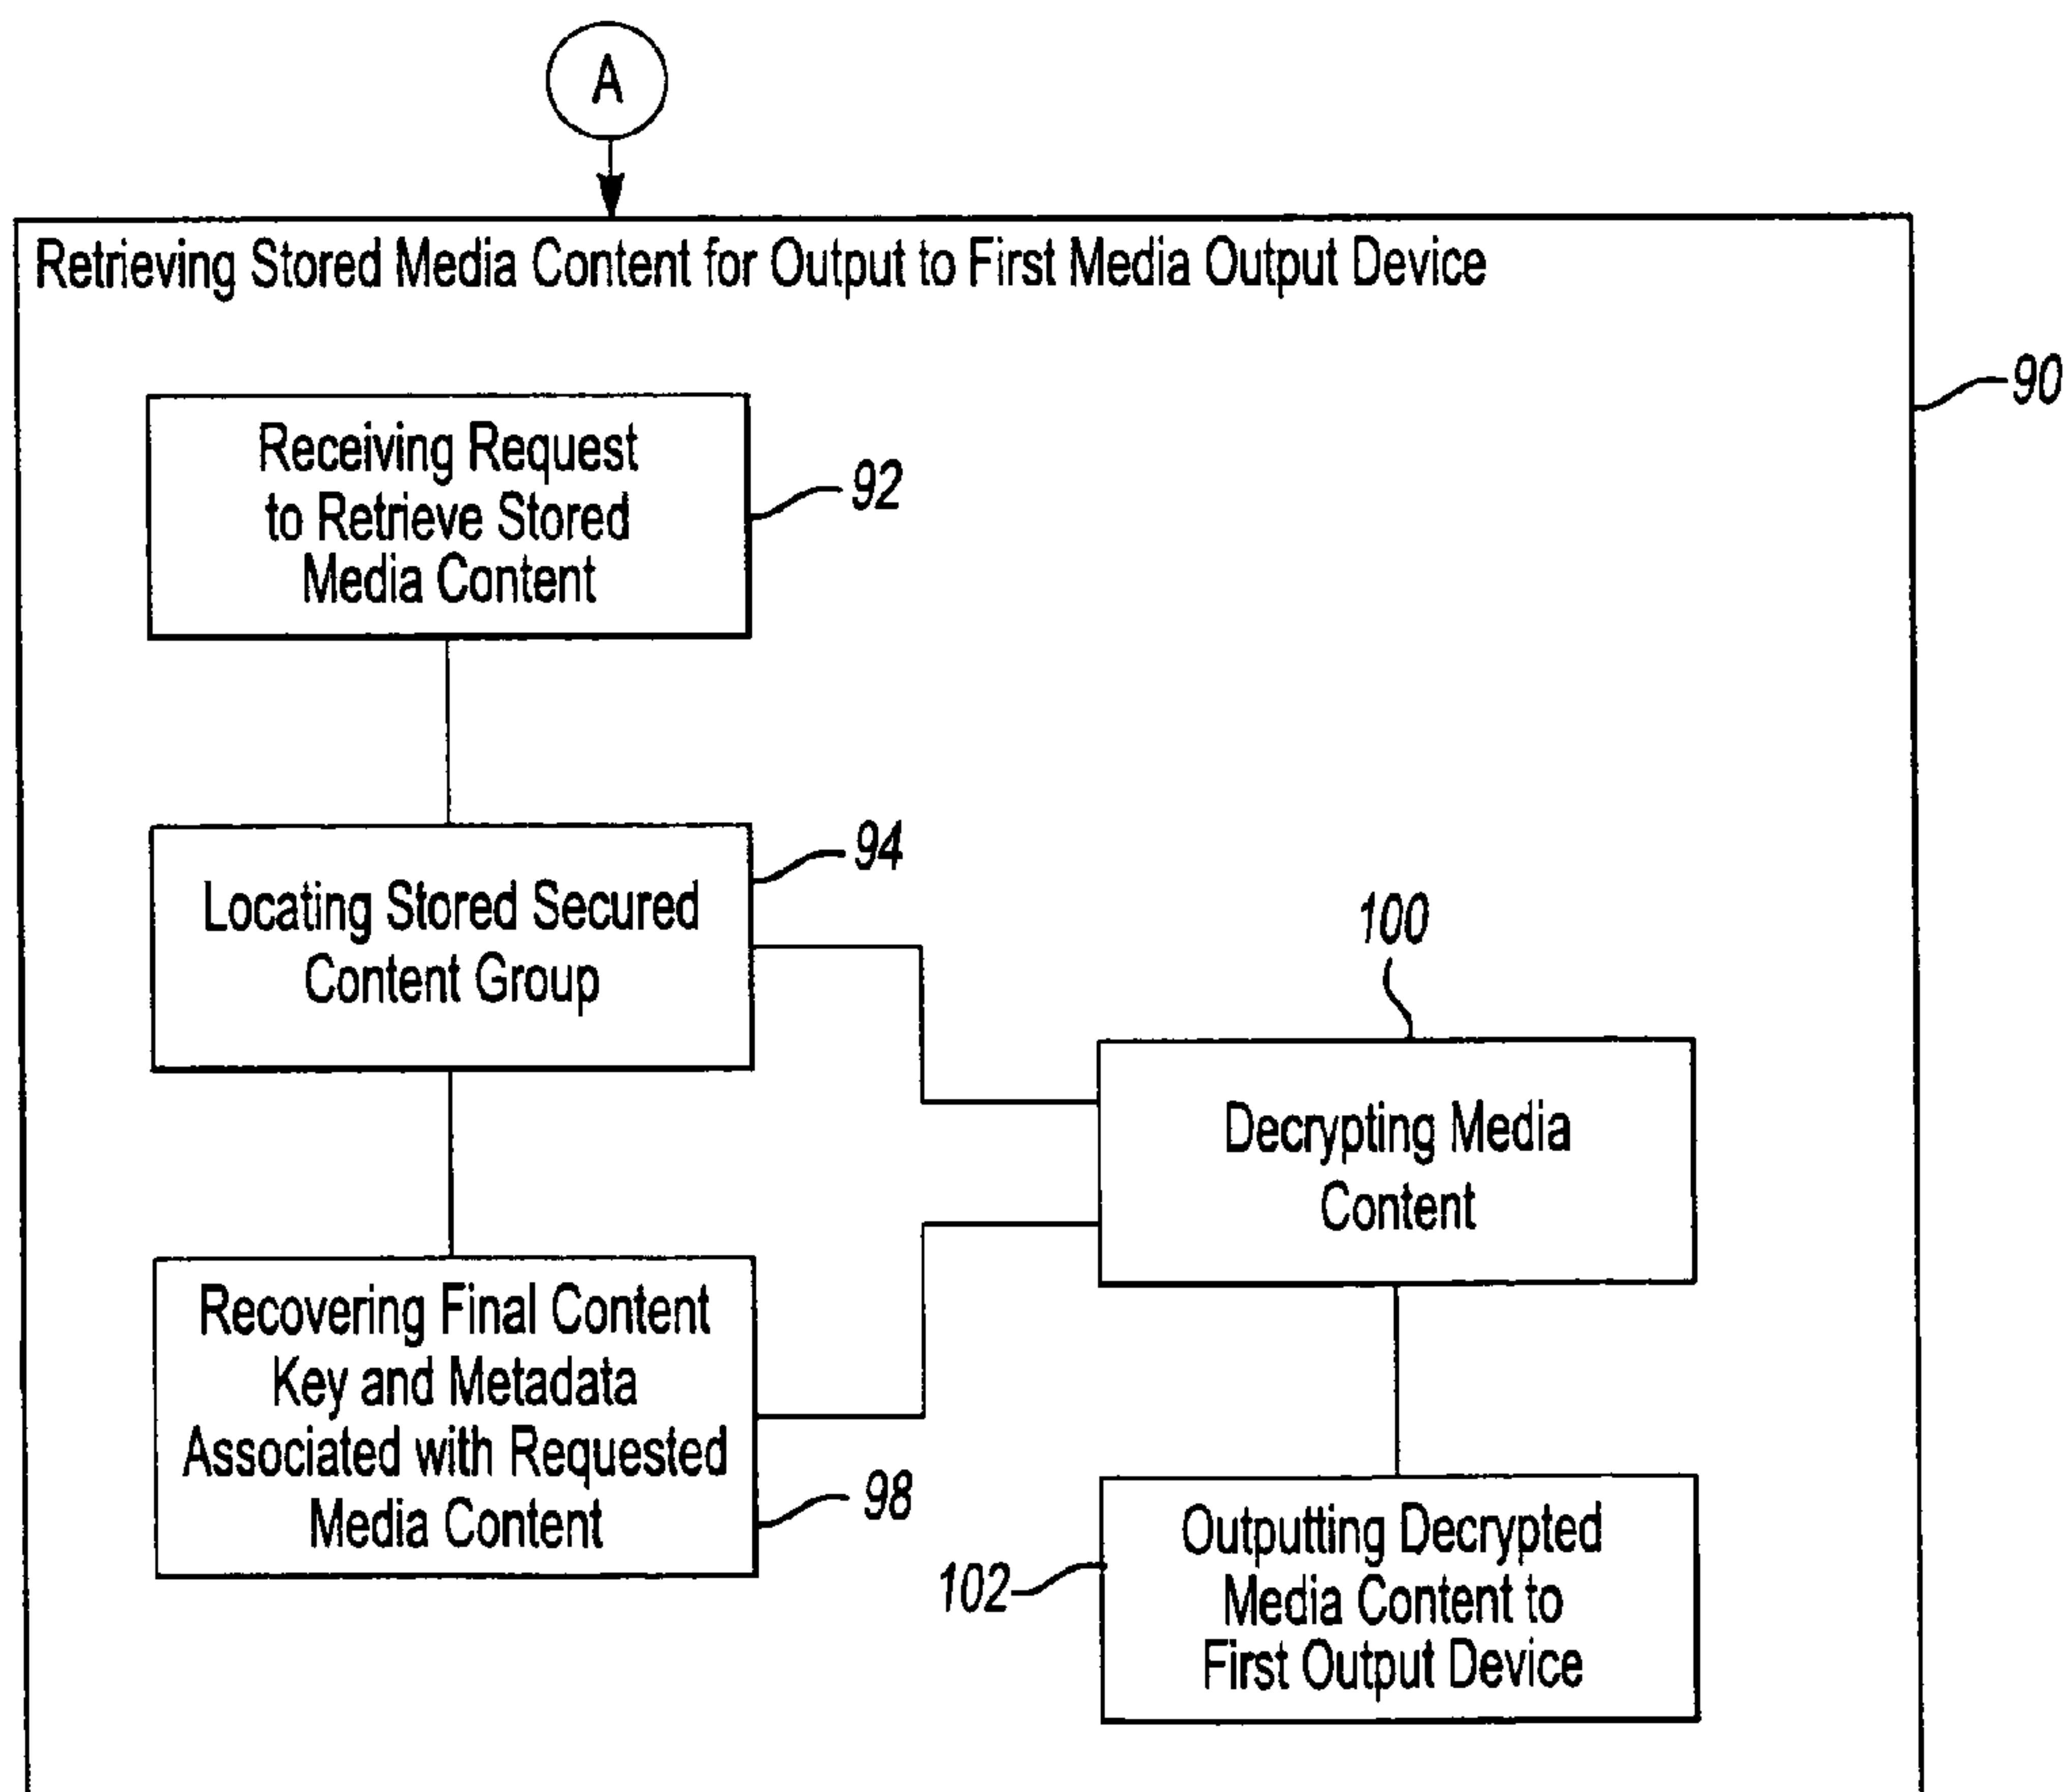 A
Retrieving Stored Media Content for Output to First Media Output Device
90
Receiving Request
to Retrieve Stored
Media Content
92
Locating Stored Secured
Content Group
94
100
Decrypting Media
Content
Recovering Final Content
Key and Metadata
Associated with Requested
Media Content
98
102
Outputting Decrypted
Media Content to
First Output Device